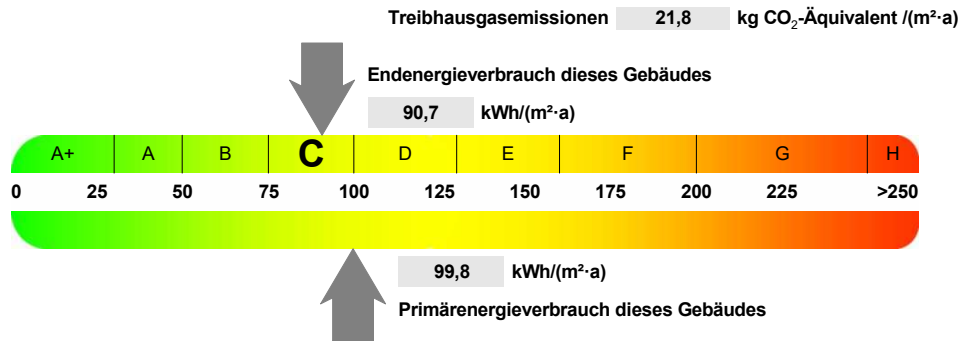 Treibhausgasemissionen 21,8 kg CO₂-Äquivalent /(m²·a)
Endenergieverbrauch dieses Gebäudes
90,7 kWh/(m²·a)
A+ A B C D E F G H
0 25 50 75 100 125 150 175 200 225 >250
99,8 kWh/(m²·a)
Primärenergieverbrauch dieses Gebäudes